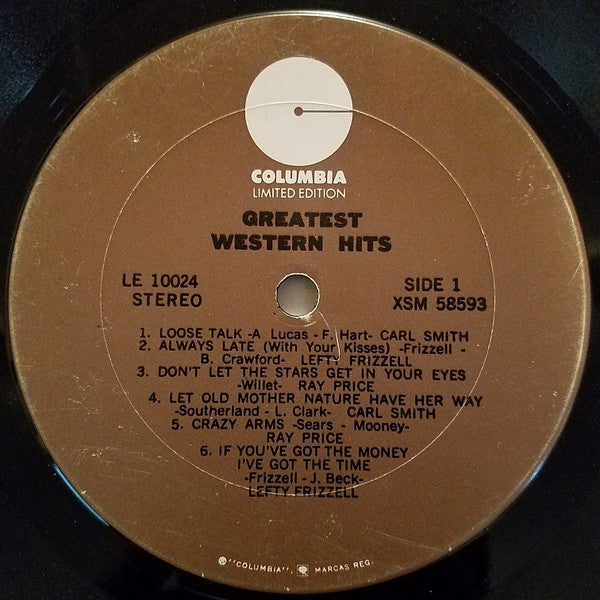 COLUMBIA
LIMITED EDITION
GREATEST
WESTERN HITS
LE 10024
STEREO
SIDE 1
XSM 58593
1. LOOSE TALK -A Lucas - F. Hart- CARL SMITH
2. ALWAYS LATE (With Your Kisses) -Frizzell -
B. Crawford- LEFTY FRIZZELL
3. DON'T LET THE STARS GET IN YOUR EYES
-Willet- RAY PRICE
4. LET OLD MOTHER NATURE HAVE HER WAY
-Southerland - L. Clark- CARL SMITH
5. CRAZY ARMS -Sears - Mooney-
RAY PRICE
6. IF YOU'VE GOT THE MONEY
I'VE GOT THE TIME
-Frizzell - J. Beck-
LEFTY FRIZZELL
® "COLUMBIA", MARCAS REG.